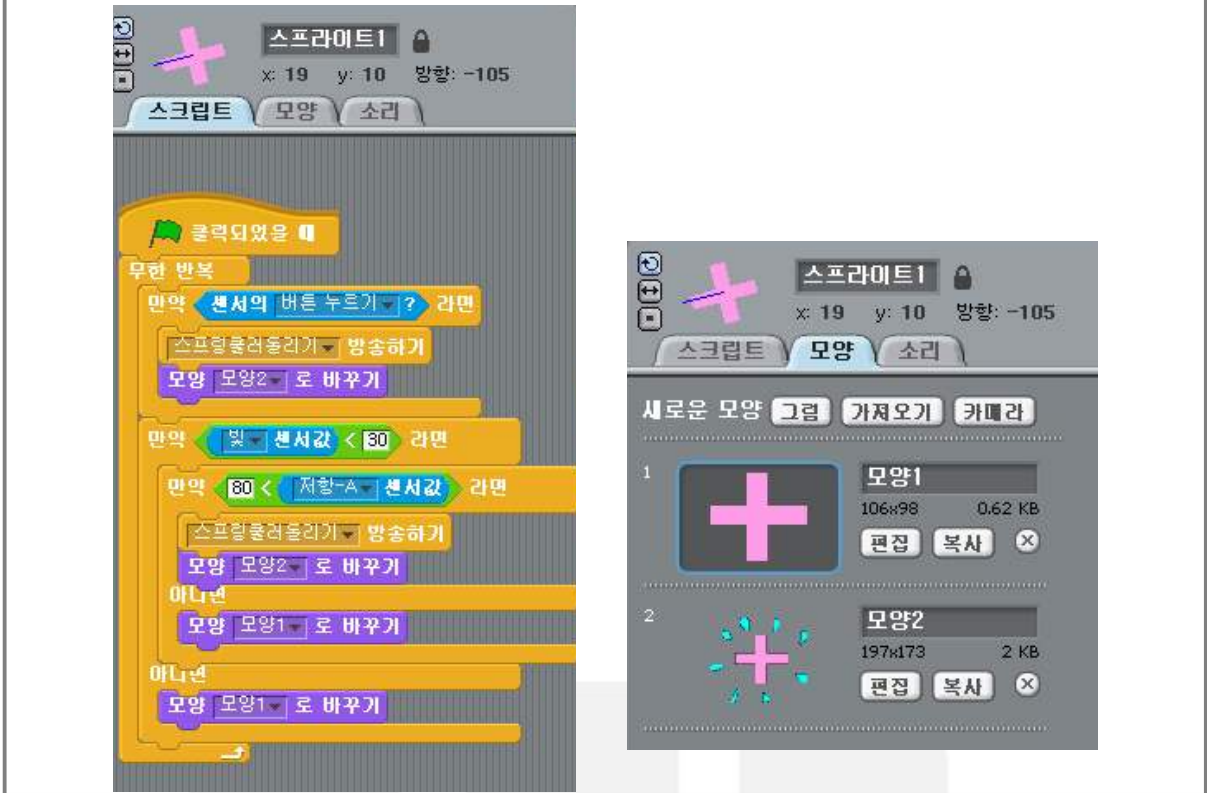 스프라이트1
x: 19 y: 10 방향: -105
스크립트 모양 소리
클릭되었을 때
무한 반복
만약 센서의 버튼 누르기 ? 라면
스프링쿨러돌리기 방송하기
모양 모양2 로 바꾸기
만약 빛 센서값 < 30 라면
만약 80 < 저항-A 센서값 라면
스프링쿨러돌리기 방송하기
모양 모양2 로 바꾸기
아니면
모양 모양1 로 바꾸기
아니면
모양 모양1 로 바꾸기
스프라이트1
x: 19 y: 10 방향: -105
스크립트 모양 소리
새로운 모양 그림 가져오기 카메라
1 모양1
106x98 0.62 KB
편집 복사
2 모양2
197x173 2 KB
편집 복사